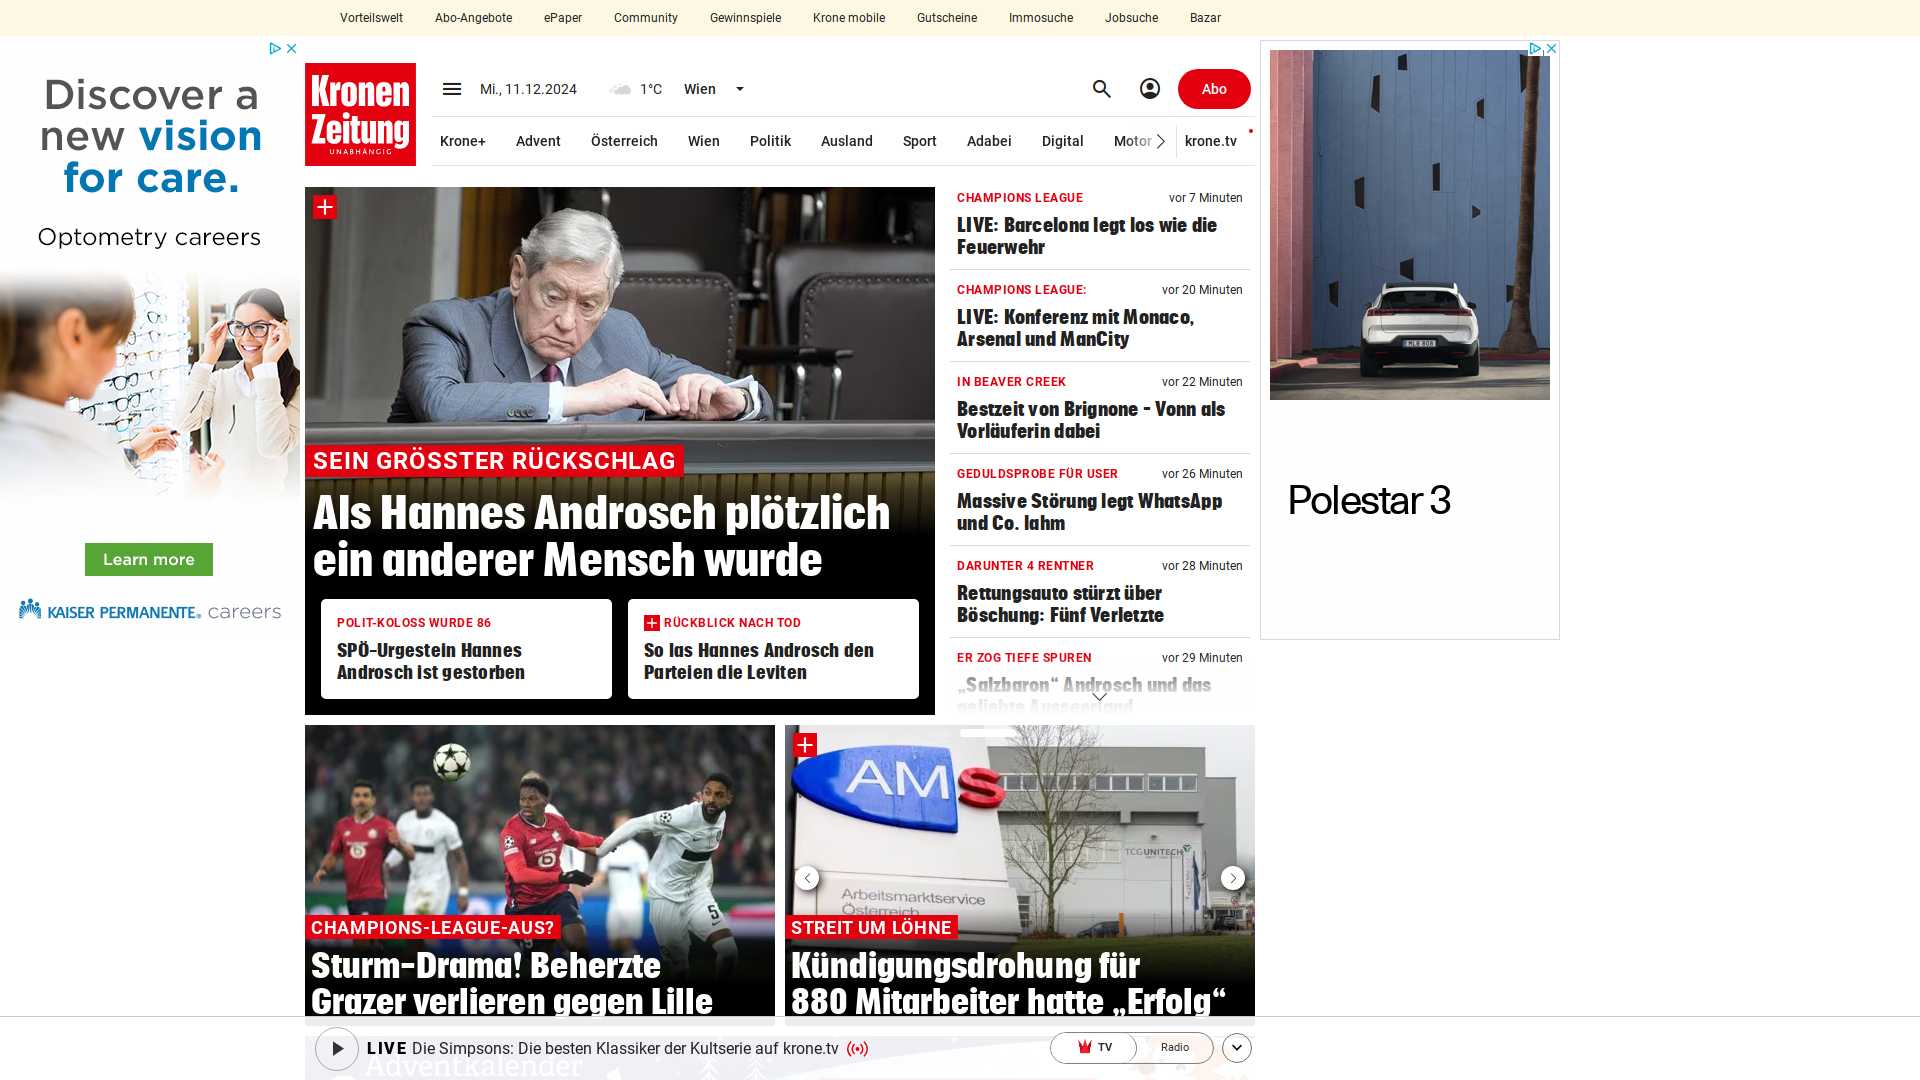 Vorteilswelt Abo-Angebote ePaper Community Gewinnspiele Krone mobile Gutscheine Immosuche Jobsuche Bazar
Discover a
new vision
for care.
Optometry careers
Learn more
KAISER PERMANENTE® careers
Kronen
Zeitung
UNABHÄNGIG
Mi., 11.12.2024 1°C Wien
Abo
Krone+ Advent Österreich Wien Politik Ausland Sport Adabei Digital Motor krone.tv
SEIN GRÖSSTER RÜCKSCHLAG
Als Hannes Androsch plötzlich
ein anderer Mensch wurde
POLIT-KOLOSS WURDE 86
SPÖ-Urgestein Hannes
Androsch ist gestorben
RÜCKBLICK NACH TOD
So las Hannes Androsch den
Parteien die Leviten
CHAMPIONS LEAGUE vor 7 Minuten
LIVE: Barcelona legt los wie die
Feuerwehr
CHAMPIONS LEAGUE: vor 20 Minuten
LIVE: Konferenz mit Monaco,
Arsenal und ManCity
IN BEAVER CREEK vor 22 Minuten
Bestzeit von Brignone - Vonn als
Vorläuferin dabei
GEDULDSPROBE FÜR USER vor 26 Minuten
Massive Störung legt WhatsApp
und Co. lahm
DARUNTER 4 RENTNER vor 28 Minuten
Rettungsauto stürzt über
Böschung: Fünf Verletzte
ER ZOG TIEFE SPUREN vor 29 Minuten
„Salzbaron“ Androsch und das
geliebte Ausseerland
Polestar 3
5
CHAMPIONS-LEAGUE-AUS?
Sturm-Drama! Beherzte
Grazer verlieren gegen Lille
AMS
TCG UNITECH
Arbeitsmarktservice
Österreich
STREIT UM LÖHNE
Kündigungsdrohung für
880 Mitarbeiter hatte „Erfolg“
LIVE Die Simpsons: Die besten Klassiker der Kultserie auf krone.tv
TV Radio
Adventkalender